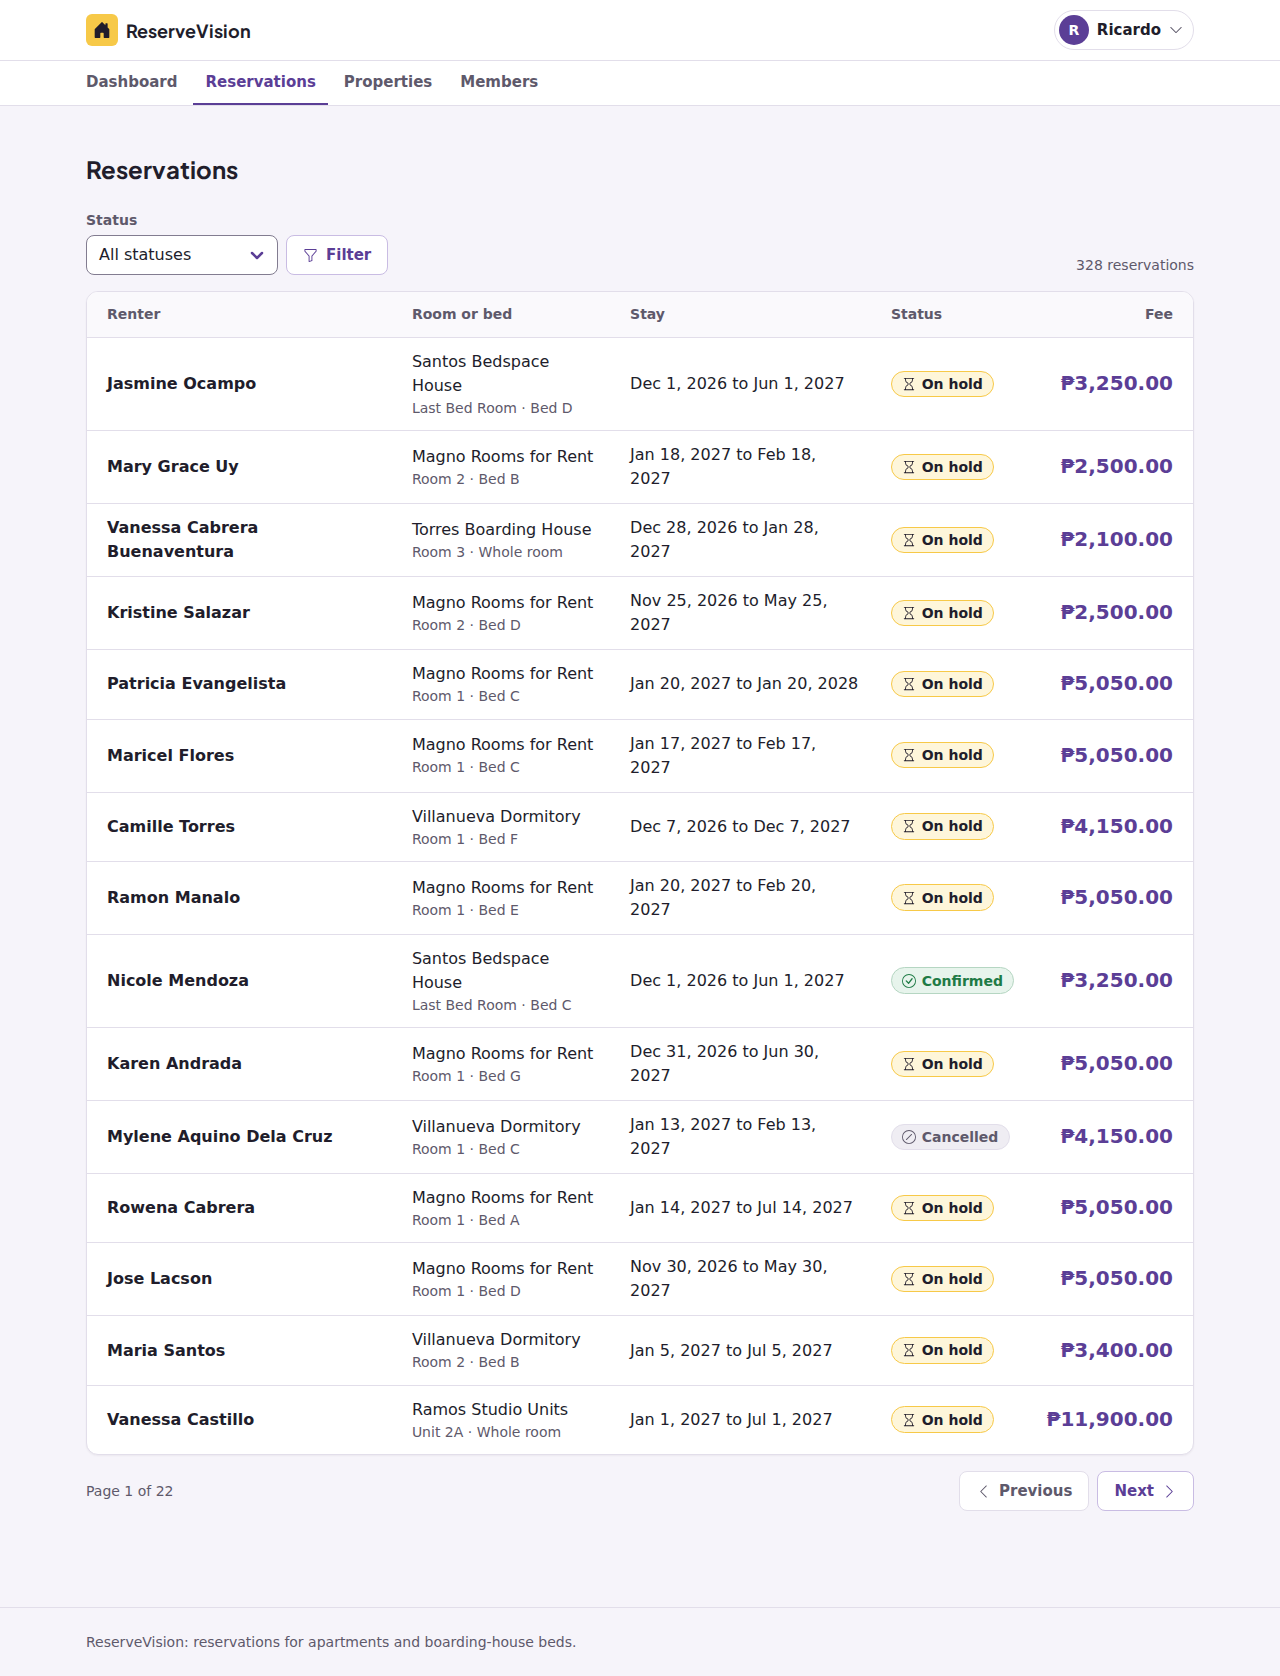 ReserveVision
R Ricardo
Dashboard Reservations Properties Members
Reservations
Status
All statuses Filter
328 reservations
Renter Room or bed Stay Status Fee
Jasmine Ocampo Santos Bedspace House Last Bed Room · Bed D Dec 1, 2026 to Jun 1, 2027 On hold ₱3,250.00
Mary Grace Uy Magno Rooms for Rent Room 2 · Bed B Jan 18, 2027 to Feb 18, 2027 On hold ₱2,500.00
Vanessa Cabrera Buenaventura Torres Boarding House Room 3 · Whole room Dec 28, 2026 to Jan 28, 2027 On hold ₱2,100.00
Kristine Salazar Magno Rooms for Rent Room 2 · Bed D Nov 25, 2026 to May 25, 2027 On hold ₱2,500.00
Patricia Evangelista Magno Rooms for Rent Room 1 · Bed C Jan 20, 2027 to Jan 20, 2028 On hold ₱5,050.00
Maricel Flores Magno Rooms for Rent Room 1 · Bed C Jan 17, 2027 to Feb 17, 2027 On hold ₱5,050.00
Camille Torres Villanueva Dormitory Room 1 · Bed F Dec 7, 2026 to Dec 7, 2027 On hold ₱4,150.00
Ramon Manalo Magno Rooms for Rent Room 1 · Bed E Jan 20, 2027 to Feb 20, 2027 On hold ₱5,050.00
Nicole Mendoza Santos Bedspace House Last Bed Room · Bed C Dec 1, 2026 to Jun 1, 2027 Confirmed ₱3,250.00
Karen Andrada Magno Rooms for Rent Room 1 · Bed G Dec 31, 2026 to Jun 30, 2027 On hold ₱5,050.00
Mylene Aquino Dela Cruz Villanueva Dormitory Room 1 · Bed C Jan 13, 2027 to Feb 13, 2027 Cancelled ₱4,150.00
Rowena Cabrera Magno Rooms for Rent Room 1 · Bed A Jan 14, 2027 to Jul 14, 2027 On hold ₱5,050.00
Jose Lacson Magno Rooms for Rent Room 1 · Bed D Nov 30, 2026 to May 30, 2027 On hold ₱5,050.00
Maria Santos Villanueva Dormitory Room 2 · Bed B Jan 5, 2027 to Jul 5, 2027 On hold ₱3,400.00
Vanessa Castillo Ramos Studio Units Unit 2A · Whole room Jan 1, 2027 to Jul 1, 2027 On hold ₱11,900.00
Page 1 of 22 Previous Next
ReserveVision: reservations for apartments and boarding-house beds.